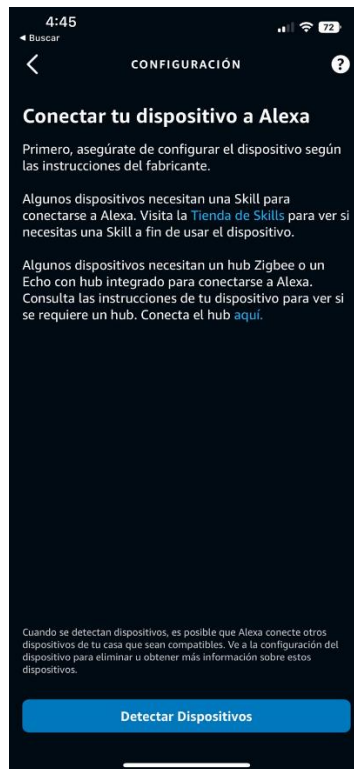 4:45
72
◀ Buscar
CONFIGURACIÓN
?
Conectar tu dispositivo a Alexa
Primero, asegúrate de configurar el dispositivo según
las instrucciones del fabricante.
Algunos dispositivos necesitan una Skill para
conectarse a Alexa. Visita la Tienda de Skills para ver si
necesitas una Skill a fin de usar el dispositivo.
Algunos dispositivos necesitan un hub Zigbee o un
Echo con hub integrado para conectarse a Alexa.
Consulta las instrucciones de tu dispositivo para ver si
se requiere un hub. Conecta el hub aquí.
Cuando se detectan dispositivos, es posible que Alexa conecte otros
dispositivos de tu casa que sean compatibles. Ve a la configuración del
dispositivo para eliminar u obtener más información sobre estos
dispositivos.
Detectar Dispositivos